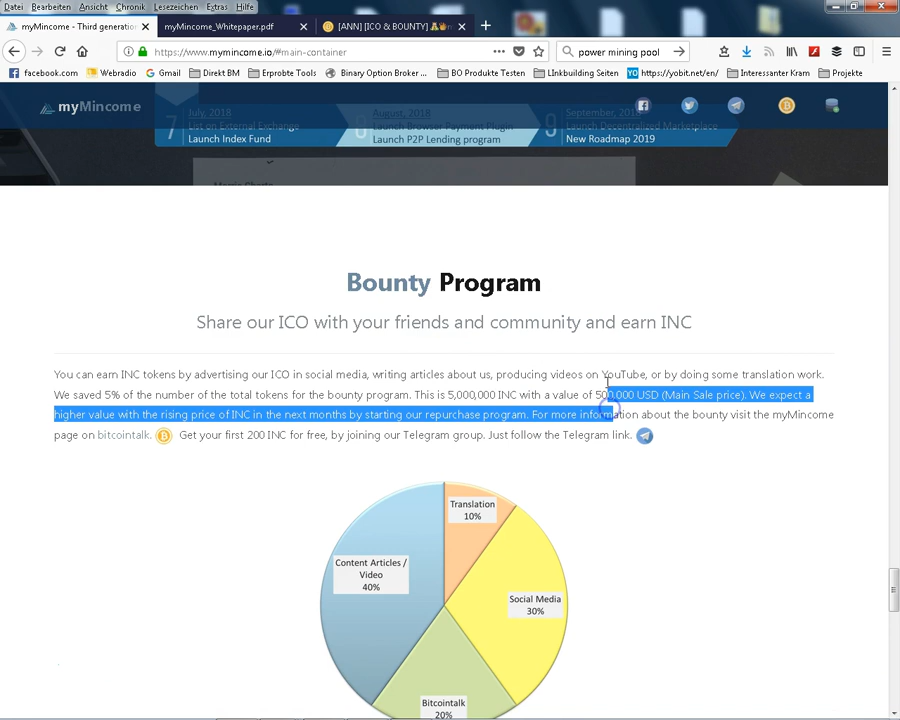 Datei Bearbeiten Ansicht Chronik Lesezeichen Extras Hilfe
myMincome - Third generatio
myMincome_Whitepaper.pdf
[ANN] [ICO & BOUNTY]
https://www.mymincome.io/#main-container
power mining pool
facebook.com Webradio Gmail Direkt BM Erprobte Tools Binary Option Broker ... BO Produkte Testen LInkbuilding Seiten YO https://yobit.net/en/ Interessanter Kram Projekte
myMincome
7 July, 2018
List on External Exchange
Launch Index Fund
8 August, 2018
Launch Browser Payment Plugin
Launch P2P Lending program
9 September, 2018
Launch Decentralized Marketplace
New Roadmap 2019
Bounty Program
Share our ICO with your friends and community and earn INC
You can earn INC tokens by advertising our ICO in social media, writing articles about us, producing videos on YouTube, or by doing some translation work.
We saved 5% of the number of the total tokens for the bounty program. This is 5,000,000 INC with a value of 500,000 USD (Main Sale price). We expect a
higher value with the rising price of INC in the next months by starting our repurchase program. For more information about the bounty visit the myMincome
page on bitcointalk. Get your first 200 INC for free, by joining our Telegram group. Just follow the Telegram link.
Translation
10%
Content Articles /
Video
40%
Social Media
30%
Bitcointalk
20%